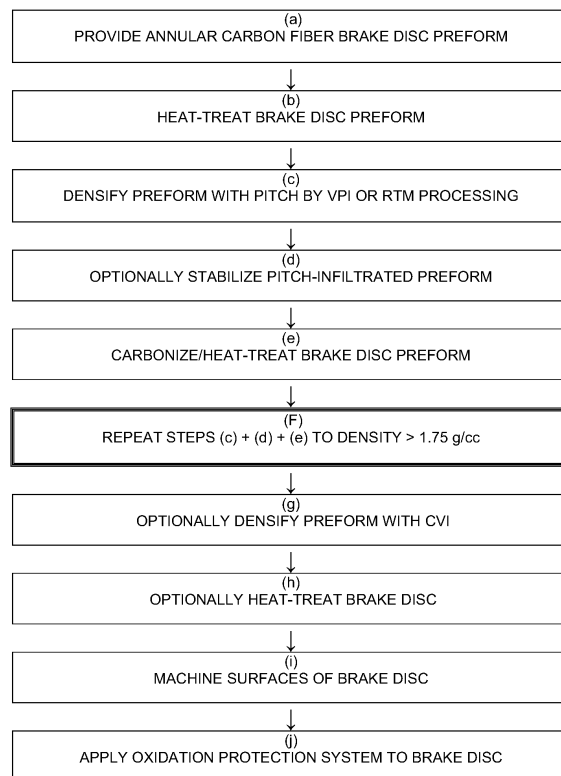 (a)
PROVIDE ANNULAR CARBON FIBER BRAKE DISC PREFORM
(b)
HEAT-TREAT BRAKE DISC PREFORM
(c)
DENSIFY PREFORM WITH PITCH BY VPI OR RTM PROCESSING
(d)
OPTIONALLY STABILIZE PITCH-INFILTRATED PREFORM
(e)
CARBONIZE/HEAT-TREAT BRAKE DISC PREFORM
(F)
REPEAT STEPS (c) + (d) + (e) TO DENSITY > 1.75 g/cc
(g)
OPTIONALLY DENSIFY PREFORM WITH CVI
(h)
OPTIONALLY HEAT-TREAT BRAKE DISC
(i)
MACHINE SURFACES OF BRAKE DISC
(j)
APPLY OXIDATION PROTECTION SYSTEM TO BRAKE DISC